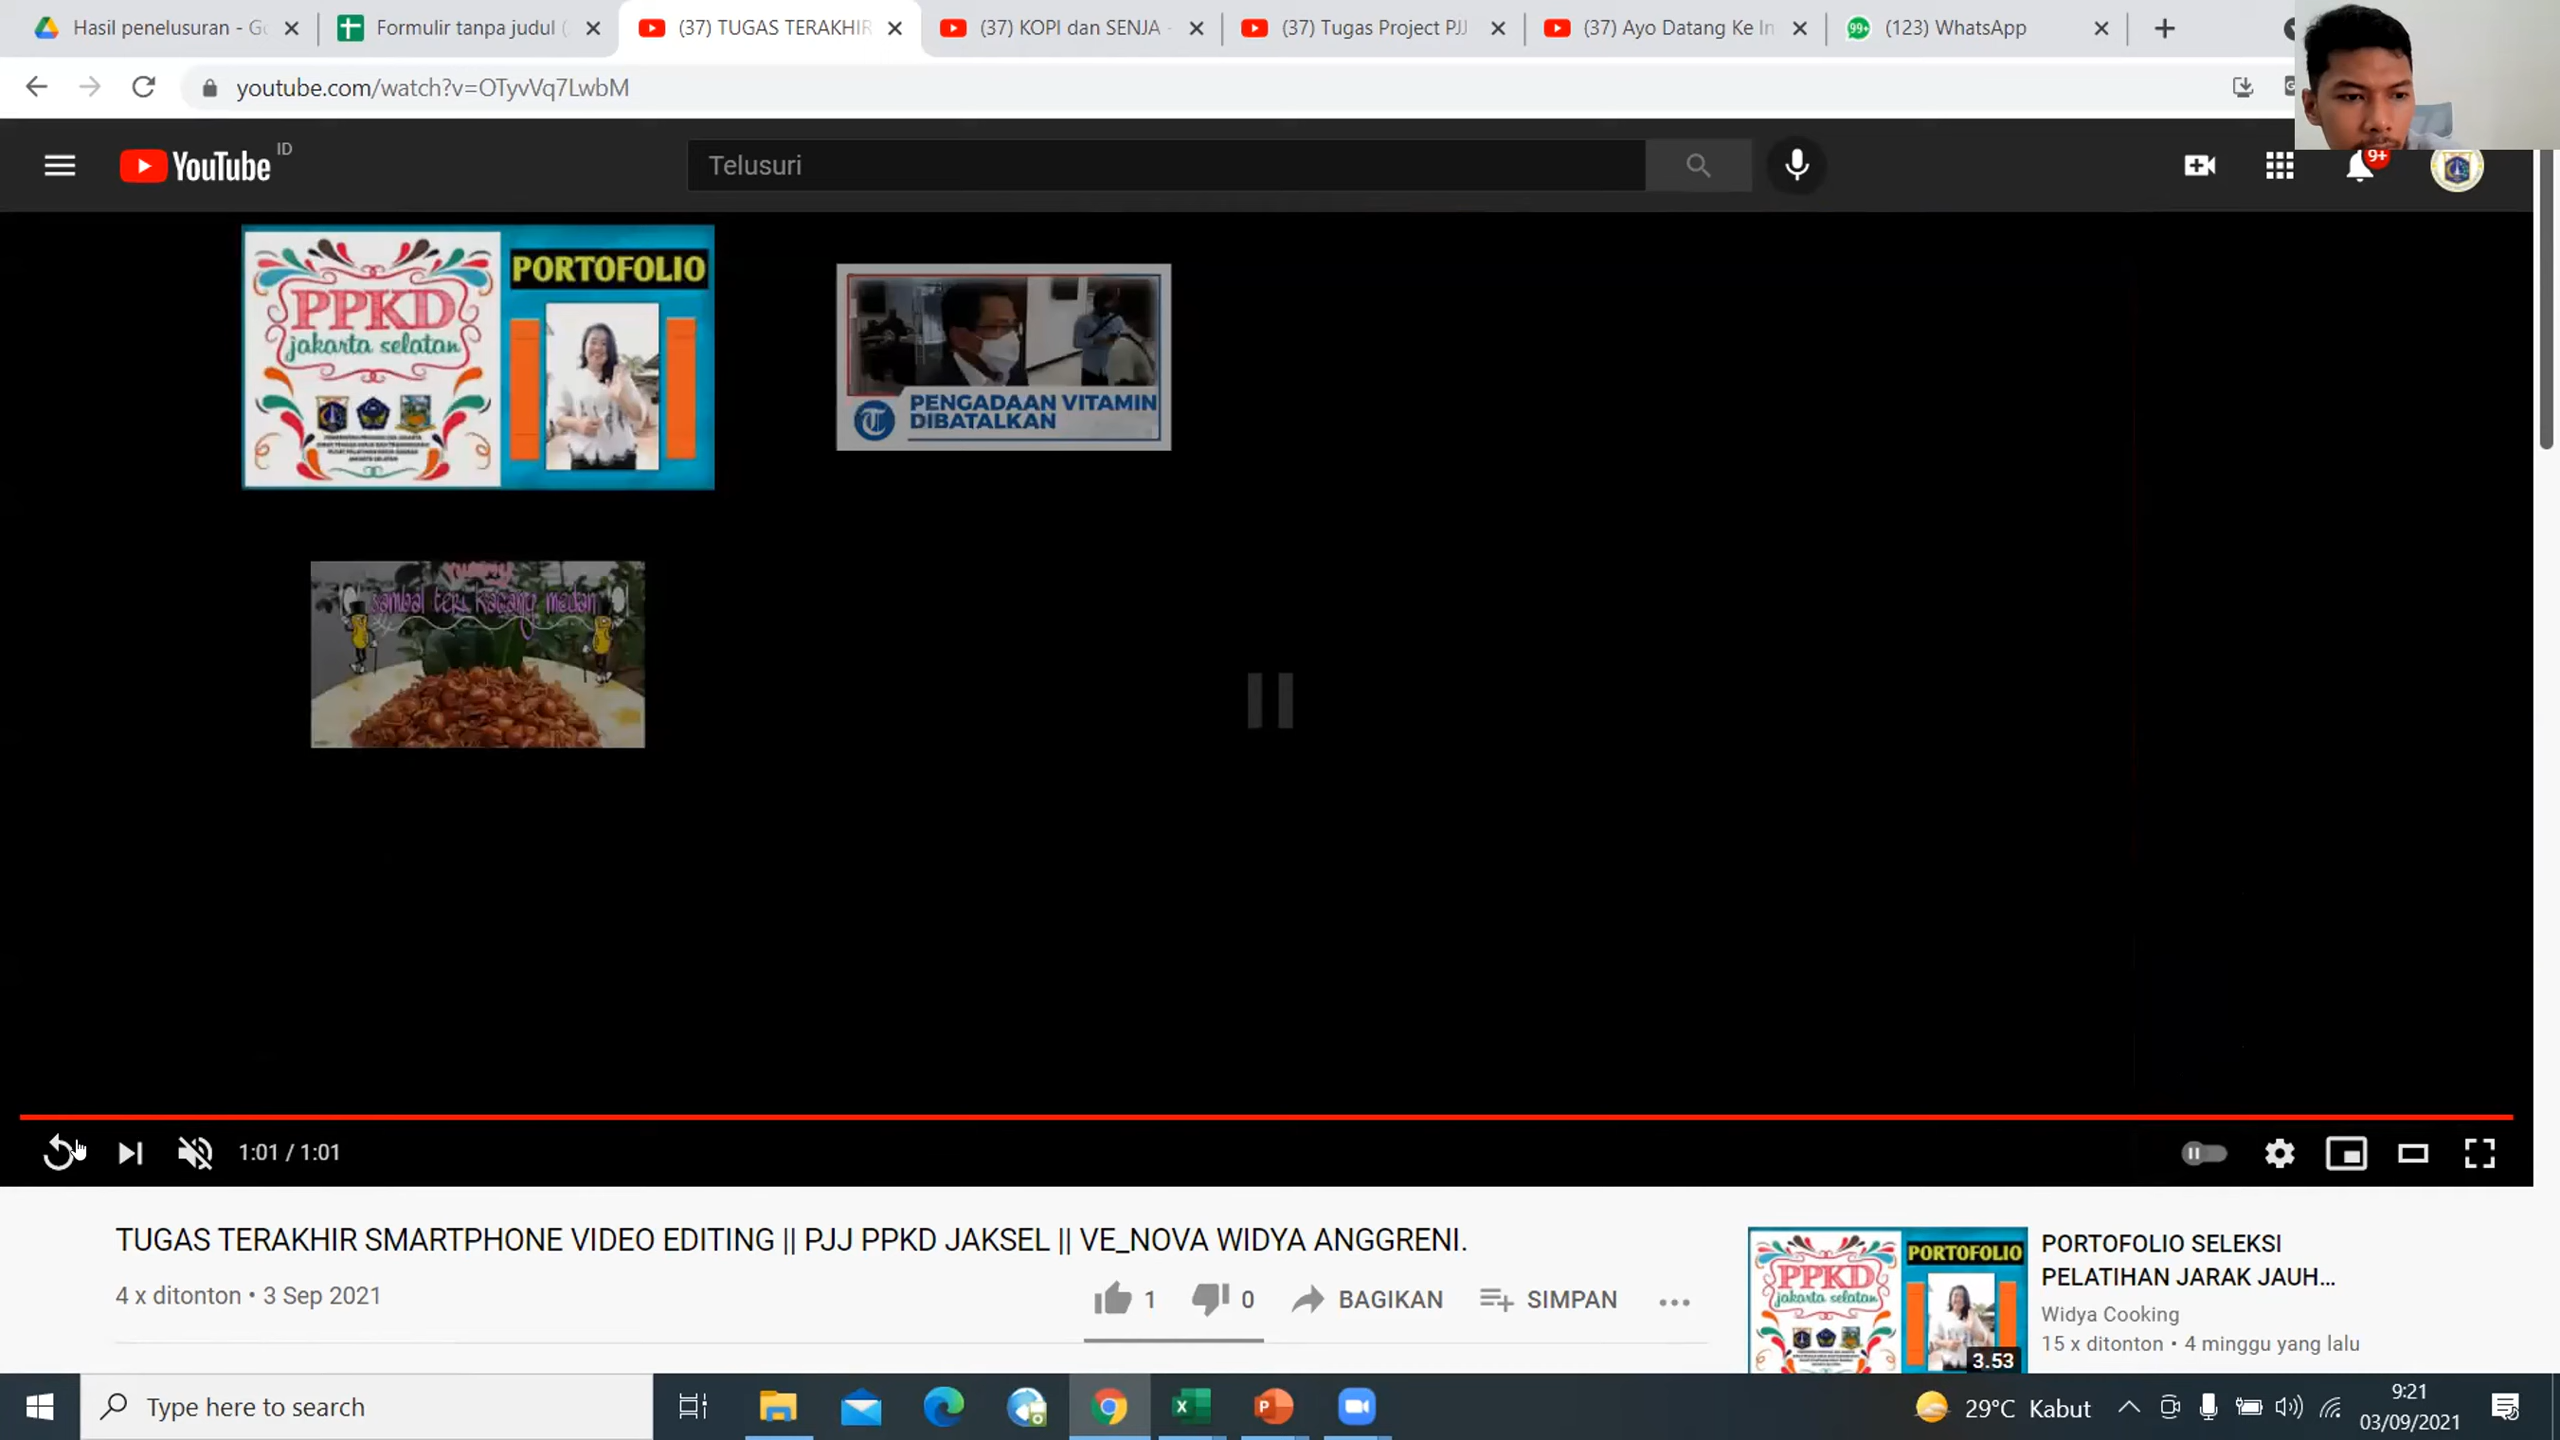 Hasil penelusuran - Go
Formulir tanpa judul (
(37) TUGAS TERAKHIR
(37) KOPI dan SENJA -
(37) Tugas Project PJJ
(37) Ayo Datang Ke In
99+
(123) WhatsApp
youtube.com/watch?v=OTyvVq7LwbM
YouTube ID
Telusuri
9+
PPKD
jakarta selatan
PORTOFOLIO
PENGADAAN VITAMIN
DIBATALKAN
sambal teri kacang medan
1:01 / 1:01
TUGAS TERAKHIR SMARTPHONE VIDEO EDITING || PJJ PPKD JAKSEL || VE_NOVA WIDYA ANGGRENI.
4 x ditonton • 3 Sep 2021
1
0
BAGIKAN
SIMPAN
PPKD
jakarta selatan
PORTOFOLIO
3.53
PORTOFOLIO SELEKSI
PELATIHAN JARAK JAUH...
Widya Cooking
15 x ditonton • 4 minggu yang lalu
Type here to search
29°C Kabut
9:21
03/09/2021